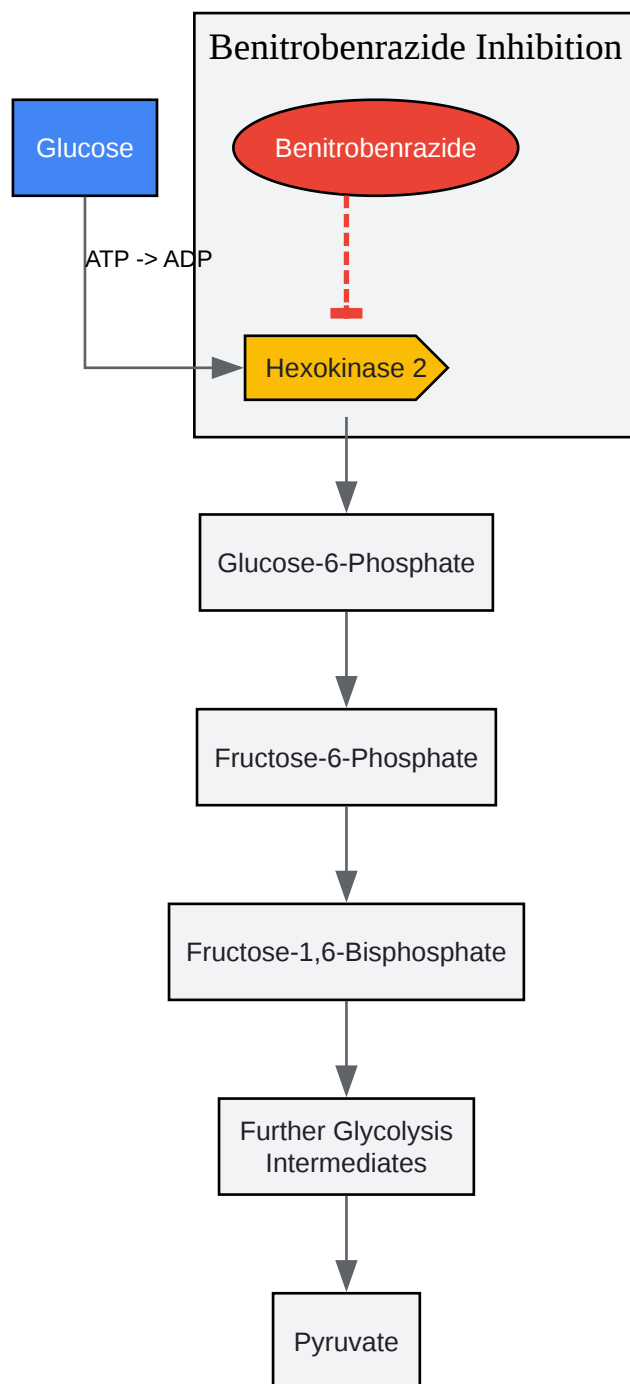 Benitrobenrazide Inhibition
Glucose
Benitrobenrazide
ATP -> ADP
Hexokinase 2
Glucose-6-Phosphate
Fructose-6-Phosphate
Fructose-1,6-Bisphosphate
Further Glycolysis
Intermediates
Pyruvate